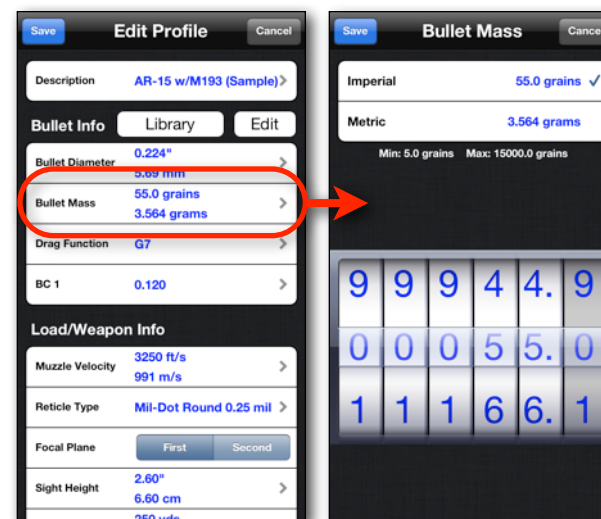 Save Edit Profile Cancel
Description AR-15 w/M193 (Sample)
Bullet Info Library Edit
Bullet Diameter 0.224"
5.69 mm
Bullet Mass 55.0 grains
3.564 grams
Drag Function G7
BC 1 0.120
Load/Weapon Info
Muzzle Velocity 3250 ft/s
991 m/s
Reticle Type Mil-Dot Round 0.25 mil
Focal Plane First Second
Sight Height 2.60"
6.60 cm
250 yds
Save Bullet Mass Cance
Imperial 55.0 grains ✓
Metric 3.564 grams
Min: 5.0 grains Max: 15000.0 grains
9 9 9 4 4. 9
0 0 0 5 5. 0
1 1 1 6 6. 1